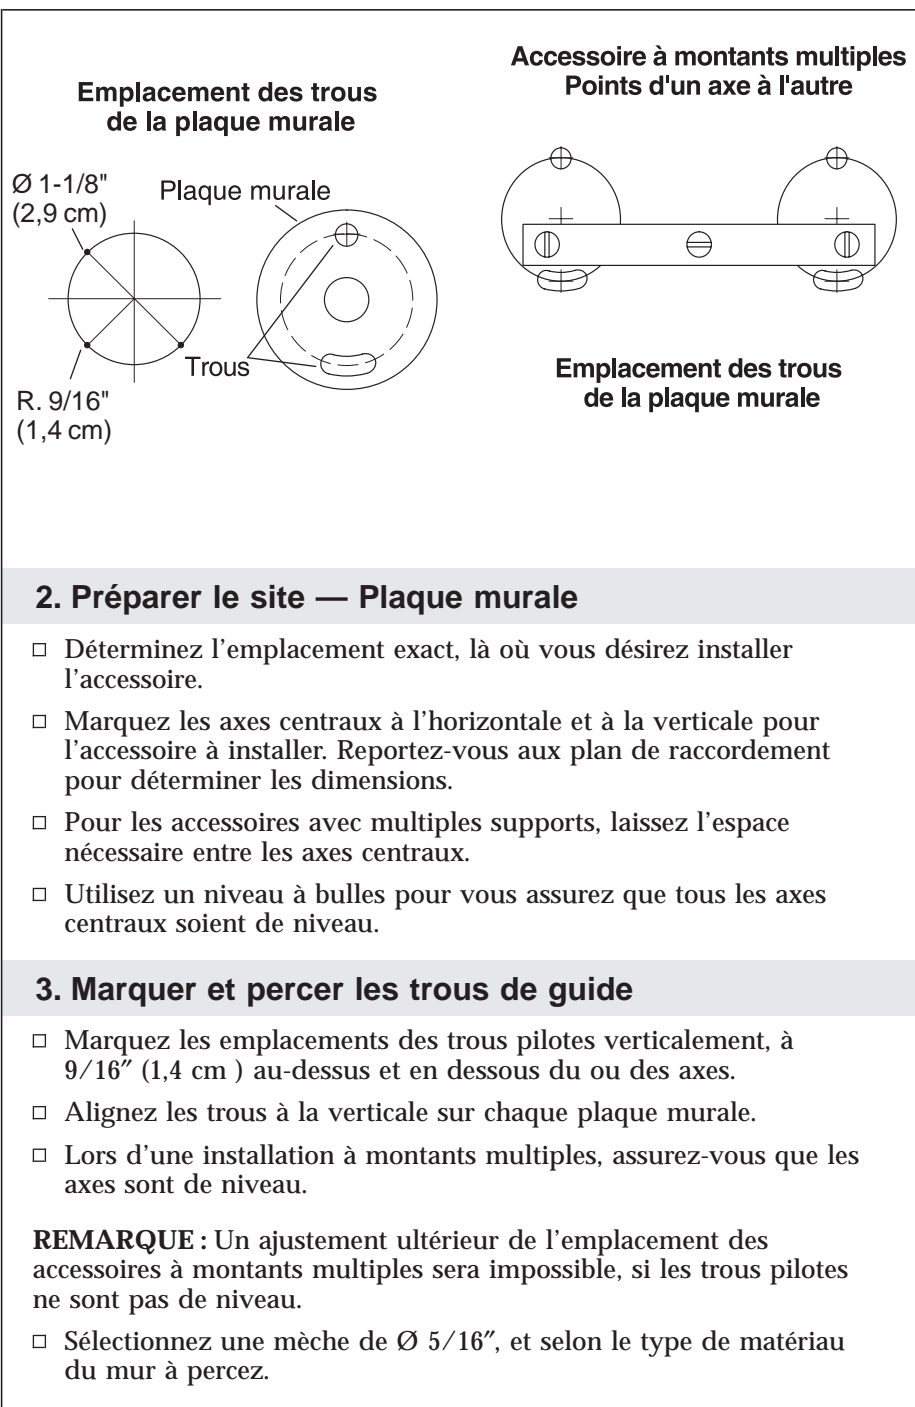 Emplacement des trous
de la plaque murale
Ø 1-1/8"
(2,9 cm)
Plaque murale
Trous
R. 9/16"
(1,4 cm)
Accessoire à montants multiples
Points d'un axe à l'autre
Emplacement des trous
de la plaque murale
2. Préparer le site — Plaque murale
□ Déterminez l’emplacement exact, là où vous désirez installer
l’accessoire.
□ Marquez les axes centraux à l’horizontale et à la verticale pour
l’accessoire à installer. Reportez-vous aux plan de raccordement
pour déterminer les dimensions.
□ Pour les accessoires avec multiples supports, laissez l’espace
nécessaire entre les axes centraux.
□ Utilisez un niveau à bulles pour vous assurez que tous les axes
centraux soient de niveau.
3. Marquer et percer les trous de guide
□ Marquez les emplacements des trous pilotes verticalement, à
9/16″ (1,4 cm ) au-dessus et en dessous du ou des axes.
□ Alignez les trous à la verticale sur chaque plaque murale.
□ Lors d’une installation à montants multiples, assurez-vous que les
axes sont de niveau.
REMARQUE : Un ajustement ultérieur de l’emplacement des
accessoires à montants multiples sera impossible, si les trous pilotes
ne sont pas de niveau.
□ Sélectionnez une mèche de Ø 5/16″, et selon le type de matériau
du mur à percez.